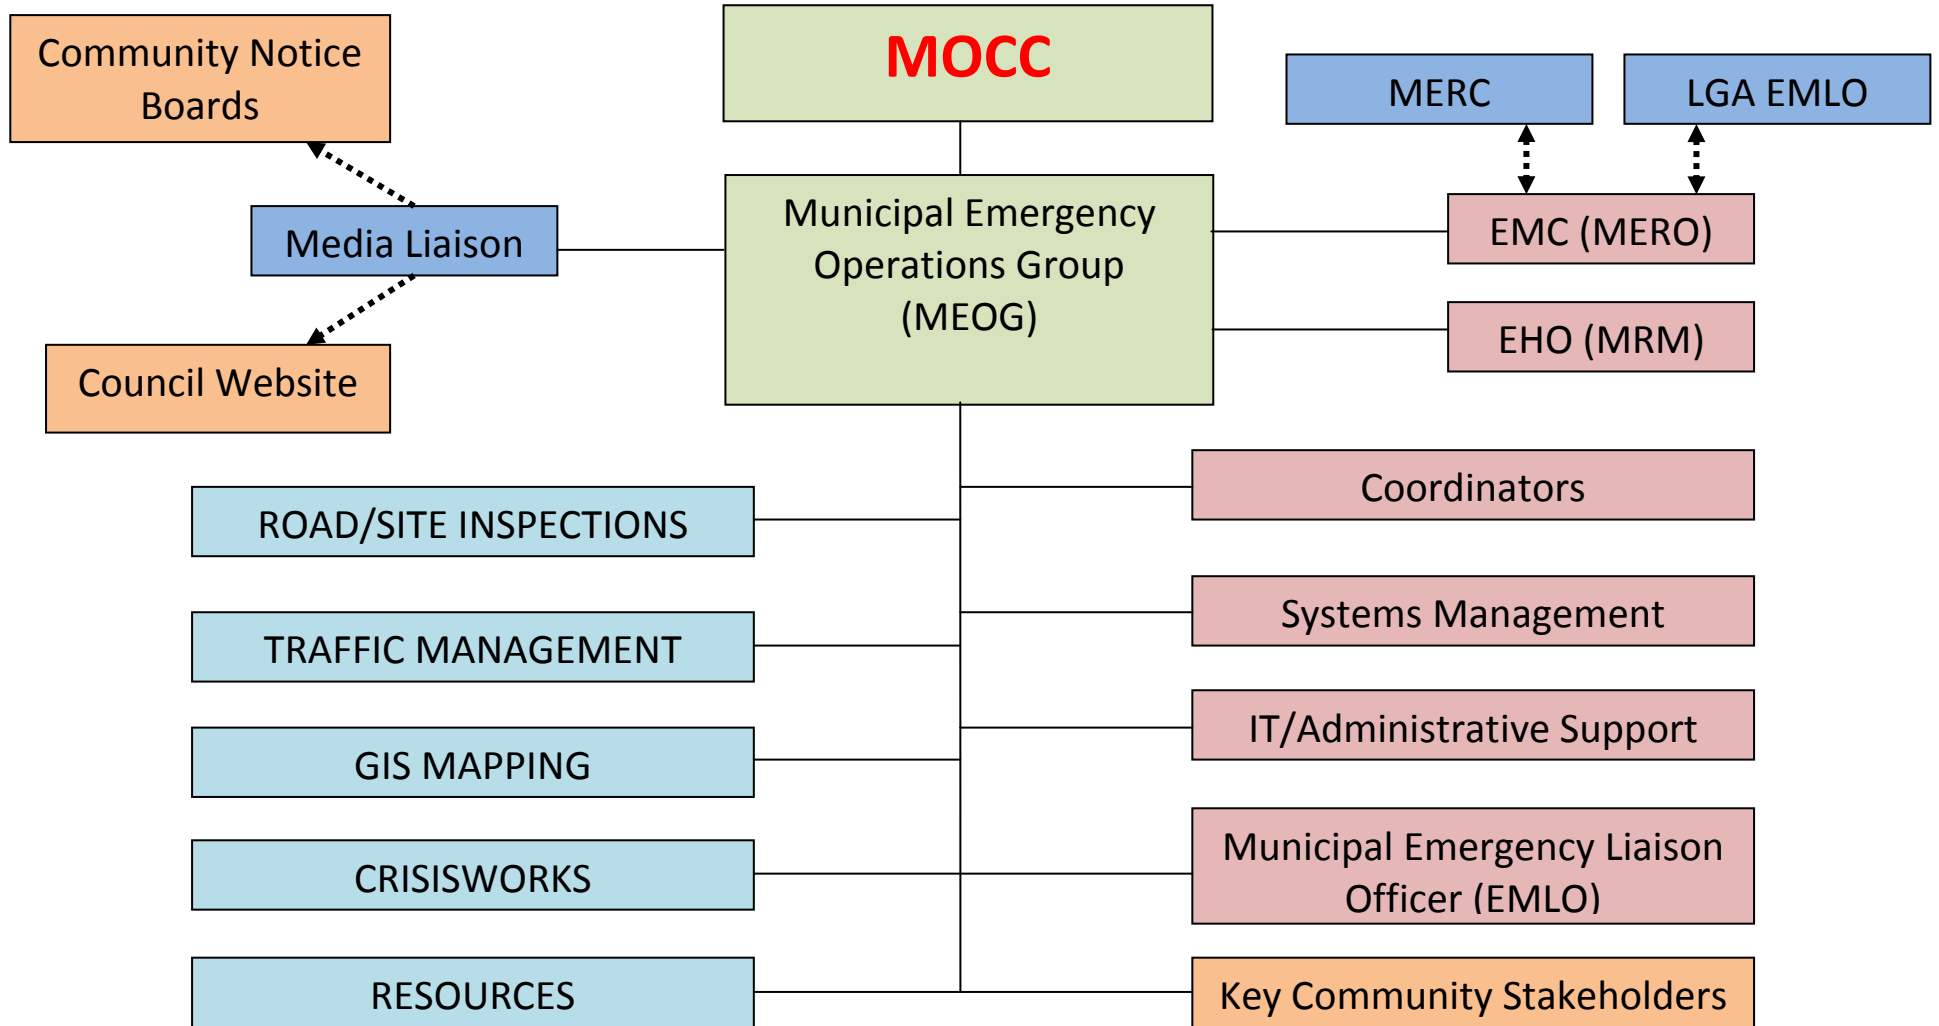 Community Notice
Boards
MOCC
MERC
LGA EMLO
Media Liaison
Municipal Emergency
Operations Group
(MEOG)
EMC (MERO)
EHO (MRM)
Council Website
Coordinators
ROAD/SITE INSPECTIONS
Systems Management
TRAFFIC MANAGEMENT
IT/Administrative Support
GIS MAPPING
Municipal Emergency Liaison
Officer (EMLO)
CRISISWORKS
RESOURCES
Key Community Stakeholders